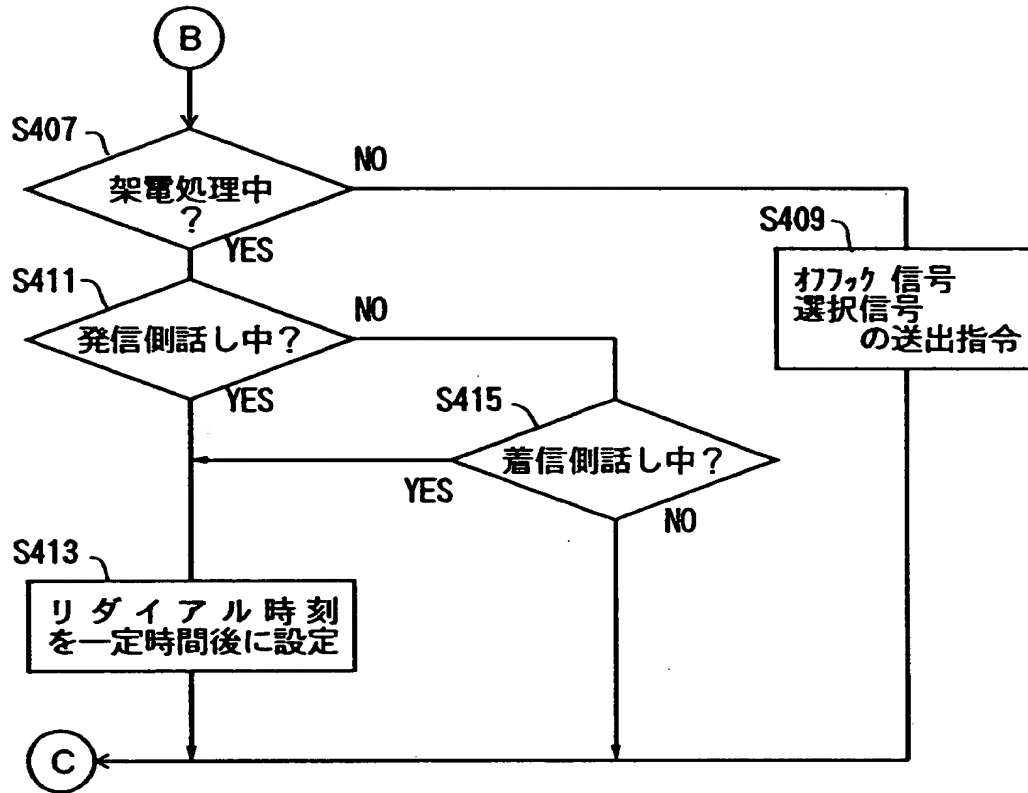 B
S407
架電処理中
?
NO
YES
S409
オフフック 信号
選択信号
の送出指令
S411
発信側話し中?
NO
YES
S415
着信側話し中?
YES
NO
S413
リダイアル時刻
を一定時間後に設定
C